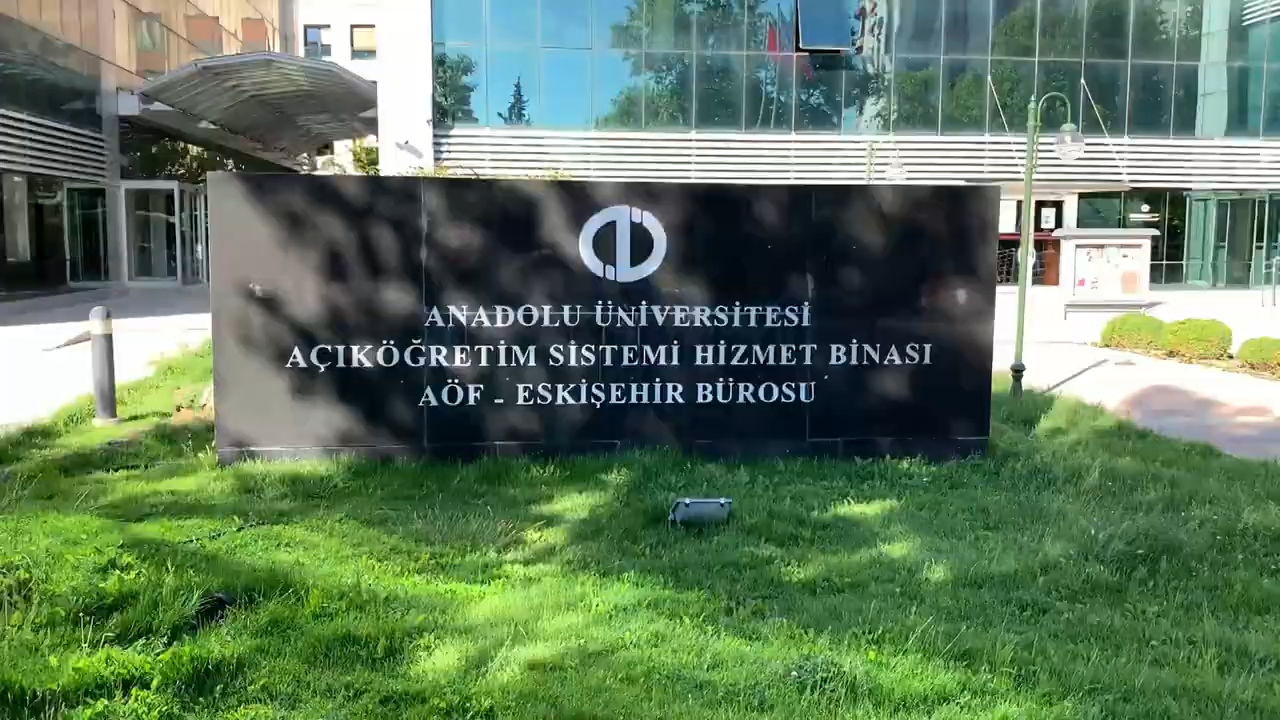 ANADOLU ÜNİVERSİTESİ
AÇIKÖĞRETİM SİSTEMİ HİZMET BİNASI
AÖF - ESKİŞEHİR BÜROSU